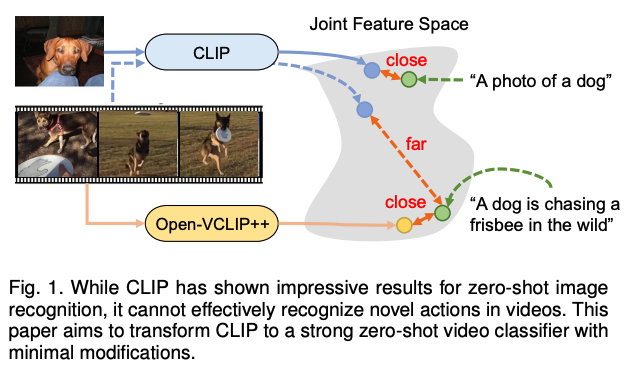 Joint Feature Space
CLIP
close
“A photo of a dog”
far
close
“A dog is chasing a
frisbee in the wild”
Open-VCLIP++
Fig. 1. While CLIP has shown impressive results for zero-shot image
recognition, it cannot effectively recognize novel actions in videos. This
paper aims to transform CLIP to a strong zero-shot video classifier with
minimal modifications.